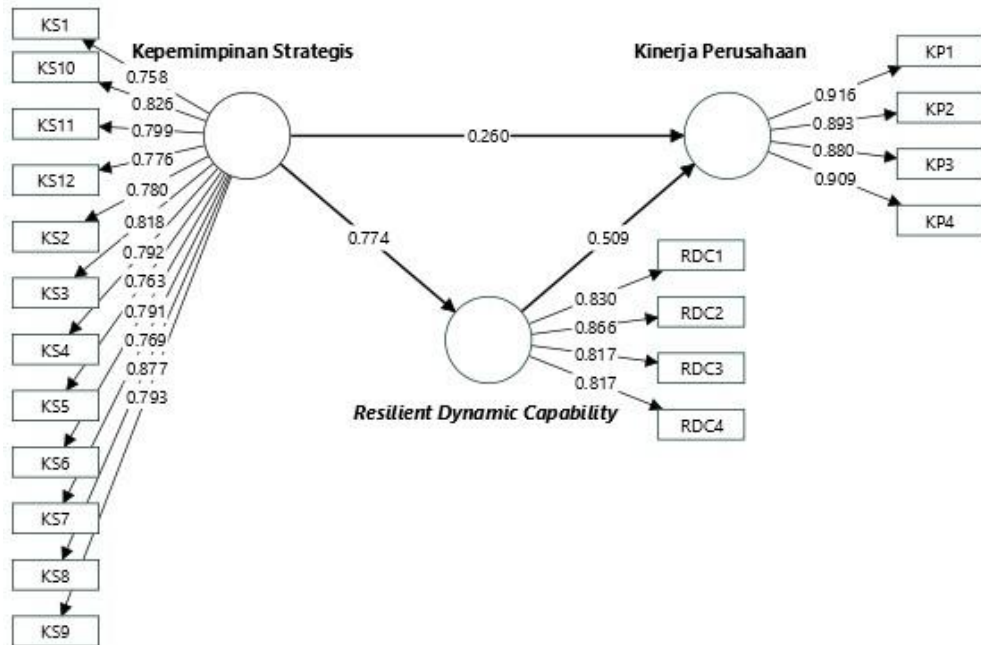 KS1
KS10
KS11
KS12
KS2
KS3
KS4
KS5
KS6
KS7
KS8
KS9
0.758
0.826
0.799
0.776
0.780
0.818
0.792
0.763
0.791
0.769
0.877
0.793
Kepemimpinan Strategis
0.260
0.774
0.509
Kinerja Perusahaan
0.916
0.893
0.880
0.909
KP1
KP2
KP3
KP4
Resilient Dynamic Capability
0.830
0.866
0.817
0.817
RDC1
RDC2
RDC3
RDC4